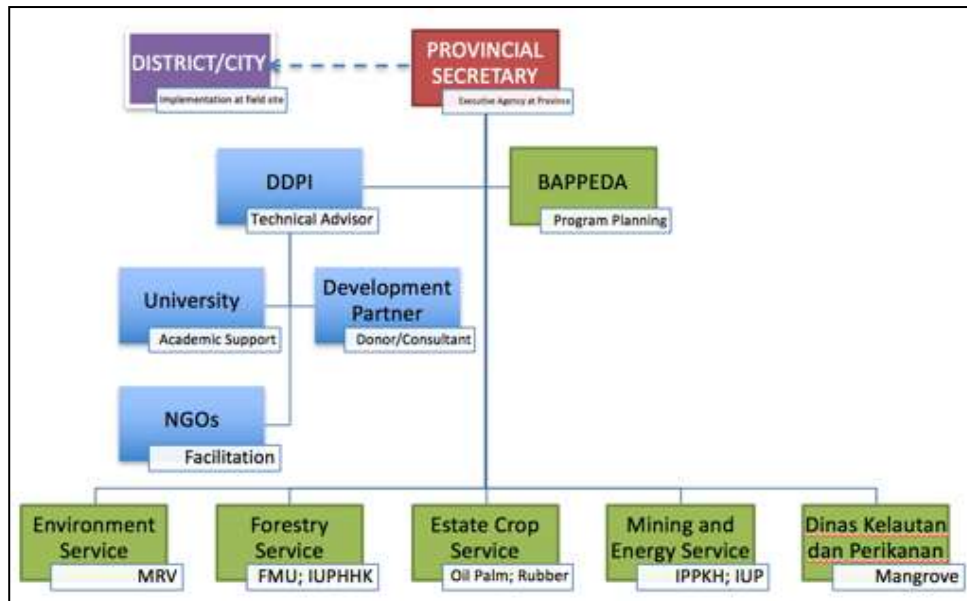 DISTRICT/CITY
Implementation at field site
PROVINCIAL
SECRETARY
Executive Agency at Province
DDPI
Technical Advisor
BAPPEDA
Program Planning
University
Academic Support
Development
Partner
Donor/Consultant
NGOs
Facilitation
Environment
Service
MRV
Forestry
Service
FMU; IUPHHK
Estate Crop
Service
Oil Palm; Rubber
Mining and
Energy Service
IPPKH; IUP
Dinas Kelautan
dan Perikanan
Mangrove